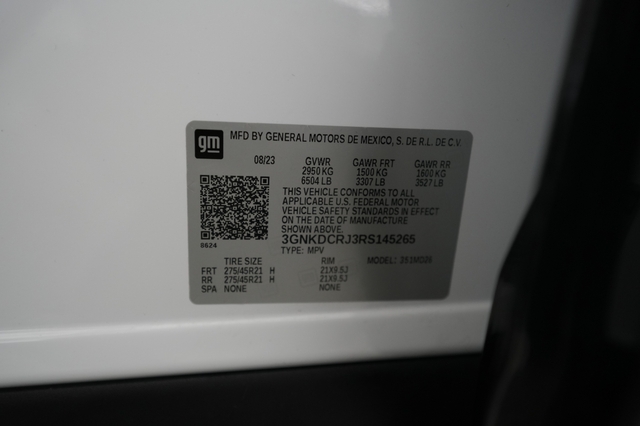 gm MFD BY GENERAL MOTORS DE MEXICO, S. DE R.L. DE C.V.
08/23 GVWR GAWR FRT GAWR RR
2950 KG 1500 KG 1600 KG
6504 LB 3307 LB 3527 LB
THIS VEHICLE CONFORMS TO ALL
APPLICABLE U.S. FEDERAL MOTOR
VEHICLE SAFETY STANDARDS IN EFFECT
ON THE DATE OF MANUFACTURE SHOWN ABOVE.
3GNKDCRJ3RS145265
0624
TYPE: MPV MODEL:
TIRE SIZE RIM
FRT 275/45R21 H 21X9.5J
RR 275/45R21 H 21X9.5J
SPA NONE NONE